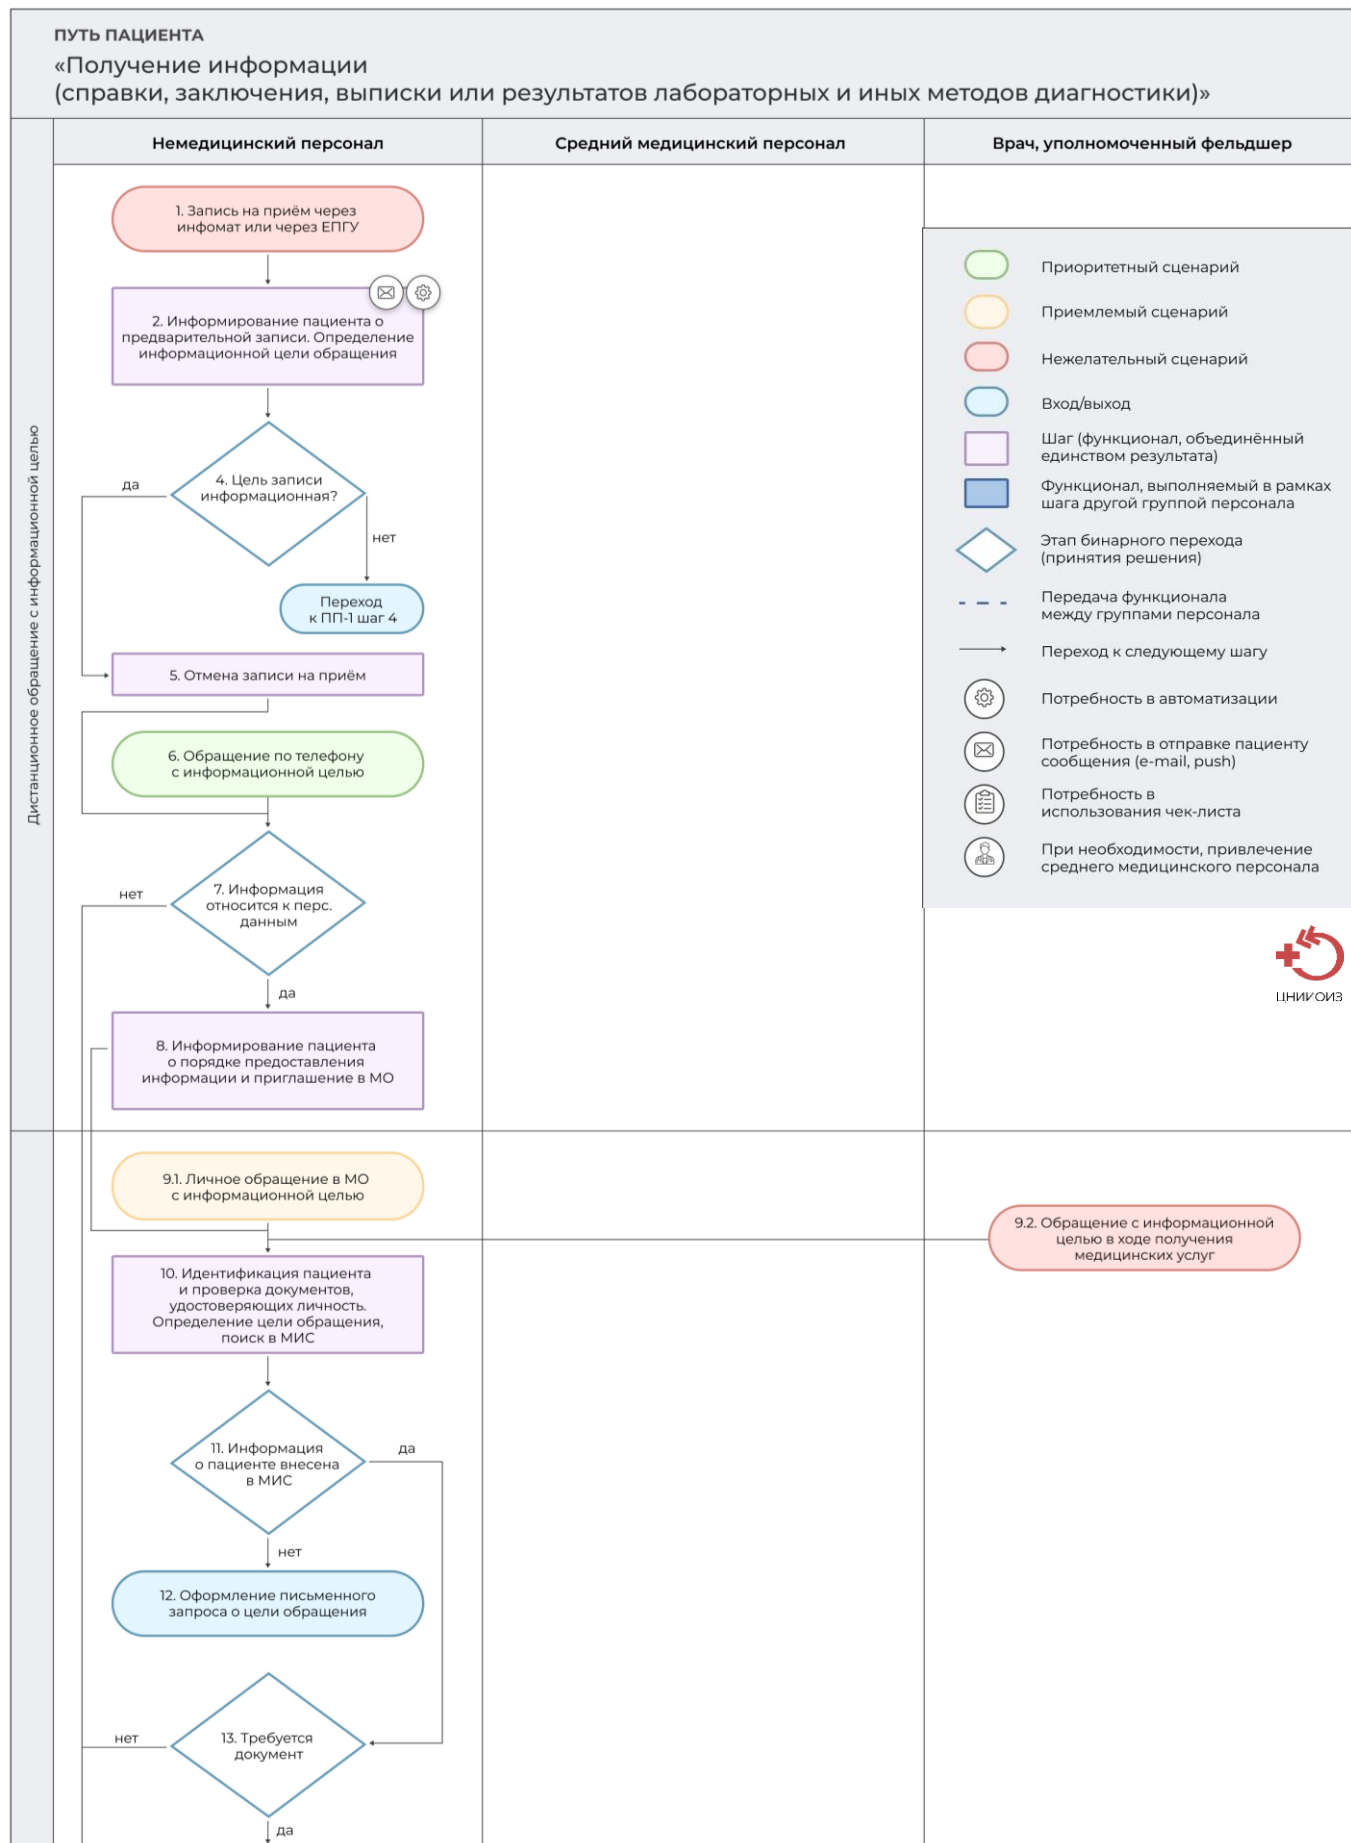 ПУТЬ ПАЦИЕНТА
«Получение информации
(справки, заключения, выписки или результатов лабораторных и иных методов диагностики)»
Немедицинский персонал
Средний медицинский персонал
Врач, уполномоченный фельдшер
Дистанционное обращение с информационной целью
1. Запись на приём через
инфомат или через ЕПГУ
2. Информирование пациента о
предварительной записи. Определение
информационной цели обращения
4. Цель записи
информационная?
да
нет
Переход
к ПП-1 шаг 4
5. Отмена записи на приём
6. Обращение по телефону
с информационной целью
7. Информация
относится к перс.
данным
нет
да
8. Информирование пациента
о порядке предоставления
информации и приглашение в МО
Приоритетный сценарий
Приемлемый сценарий
Нежелательный сценарий
Вход/выход
Шаг (функционал, объединённый
единством результата)
Функционал, выполняемый в рамках
шага другой группой персонала
Этап бинарного перехода
(принятия решения)
Передача функционала
между группами персонала
Переход к следующему шагу
Потребность в автоматизации
Потребность в отправке пациенту
сообщения (e-mail, push)
Потребность в
использования чек-листа
При необходимости, привлечение
среднего медицинского персонала
ЦНИИОИЗ
9.1. Личное обращение в МО
с информационной целью
9.2. Обращение с информационной
целью в ходе получения
медицинских услуг
10. Идентификация пациента
и проверка документов,
удостоверяющих личность.
Определение цели обращения,
поиск в МИС
11. Информация
о пациенте внесена
в МИС
да
нет
12. Оформление письменного
запроса о цели обращения
13. Требуется
документ
нет
да